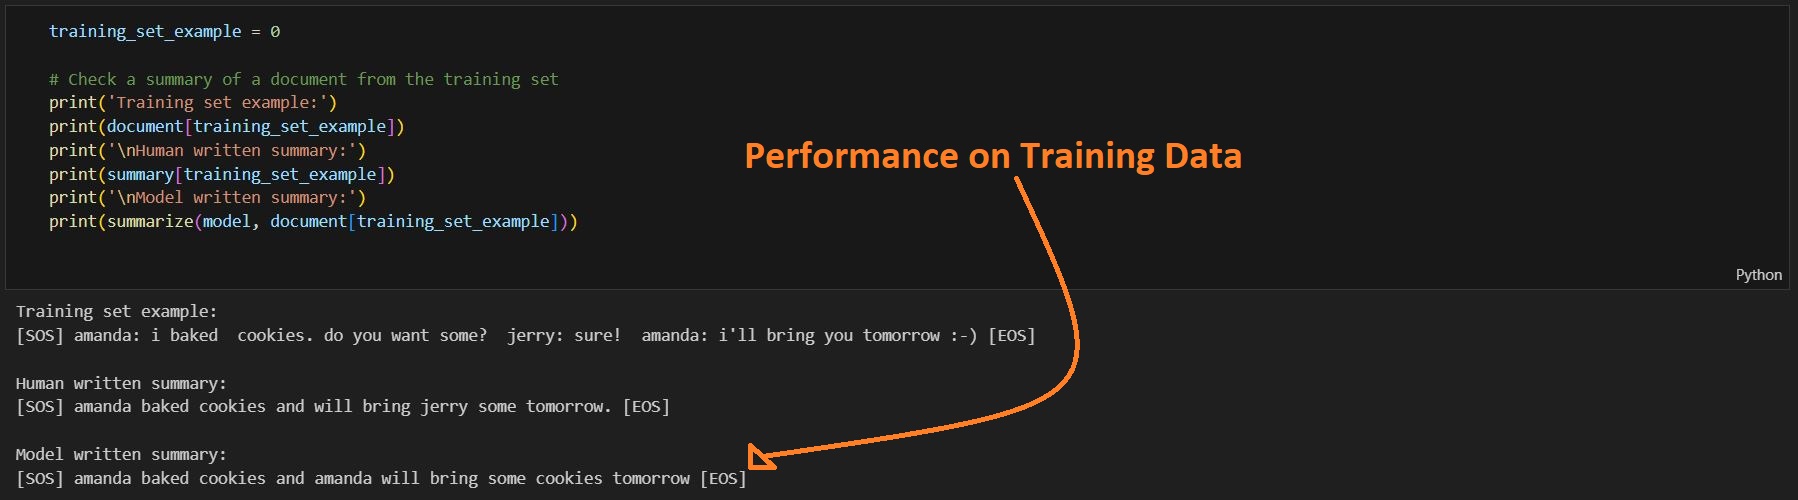 training_set_example = 0
# Check a summary of a document from the training set
print('Training set example:')
print(document[training_set_example])
print('\nHuman written summary:')
print(summary[training_set_example])
print('\nModel written summary:')
print(summarize(model, document[training_set_example]))
Performance on Training Data
Python
Training set example:
[SOS] amanda: i baked  cookies. do you want some?  jerry: sure!  amanda: i'll bring you tomorrow :-) [EOS]
Human written summary:
[SOS] amanda baked cookies and will bring jerry some tomorrow. [EOS]
Model written summary:
[SOS] amanda baked cookies and amanda will bring some cookies tomorrow [EOS]